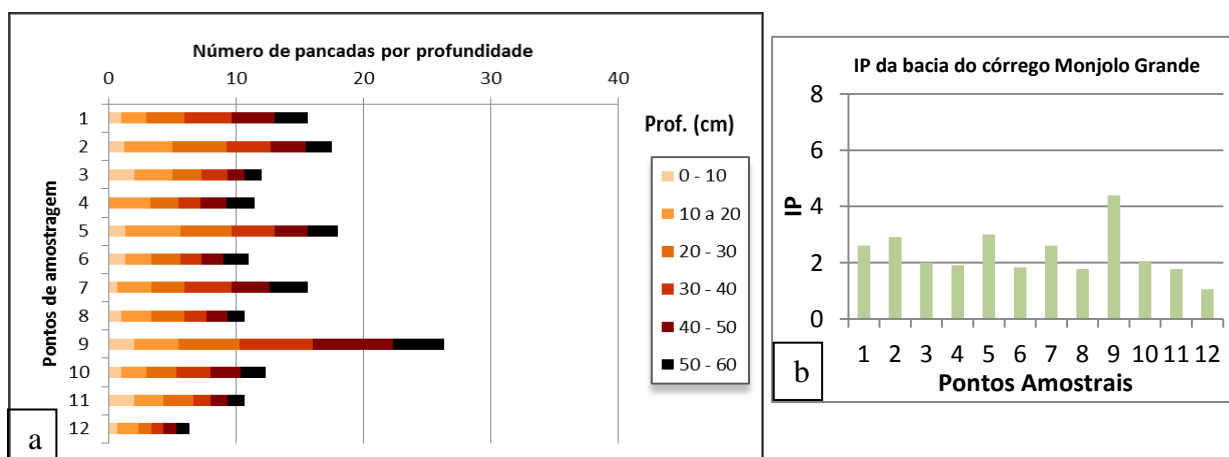 Número de pancadas por profundidade
0 10 20 30 40
Pontos de amostragem
1
2
3
4
5
6
7
8
9
10
11
12
Prof. (cm)
0 - 10
10 a 20
20 - 30
30 - 40
40 - 50
50 - 60
a
IP da bacia do córrego Monjolo Grande
IP
8
6
4
2
0
1 2 3 4 5 6 7 8 9 10 11 12
Pontos Amostrais
b